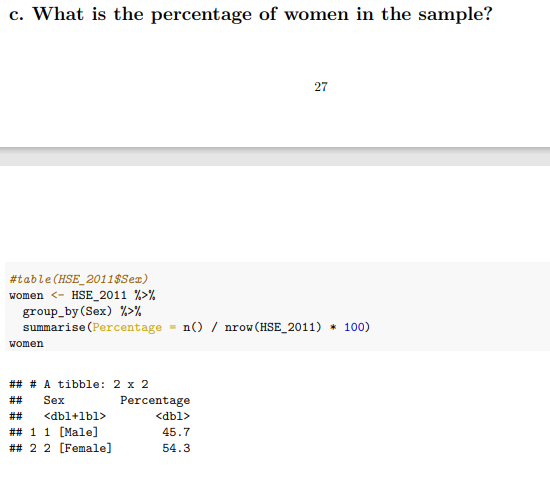 c. What is the percentage of women in the sample?
27
#table(HSE_2011$Sex)
women <- HSE_2011 %>%
  group_by(Sex) %>%
  summarise(Percentage = n() / nrow(HSE_2011) * 100)
women
## # A tibble: 2 x 2
##   Sex        Percentage
##   <dbl+lbl>       <dbl>
## 1 1 [Male]         45.7
## 2 2 [Female]       54.3